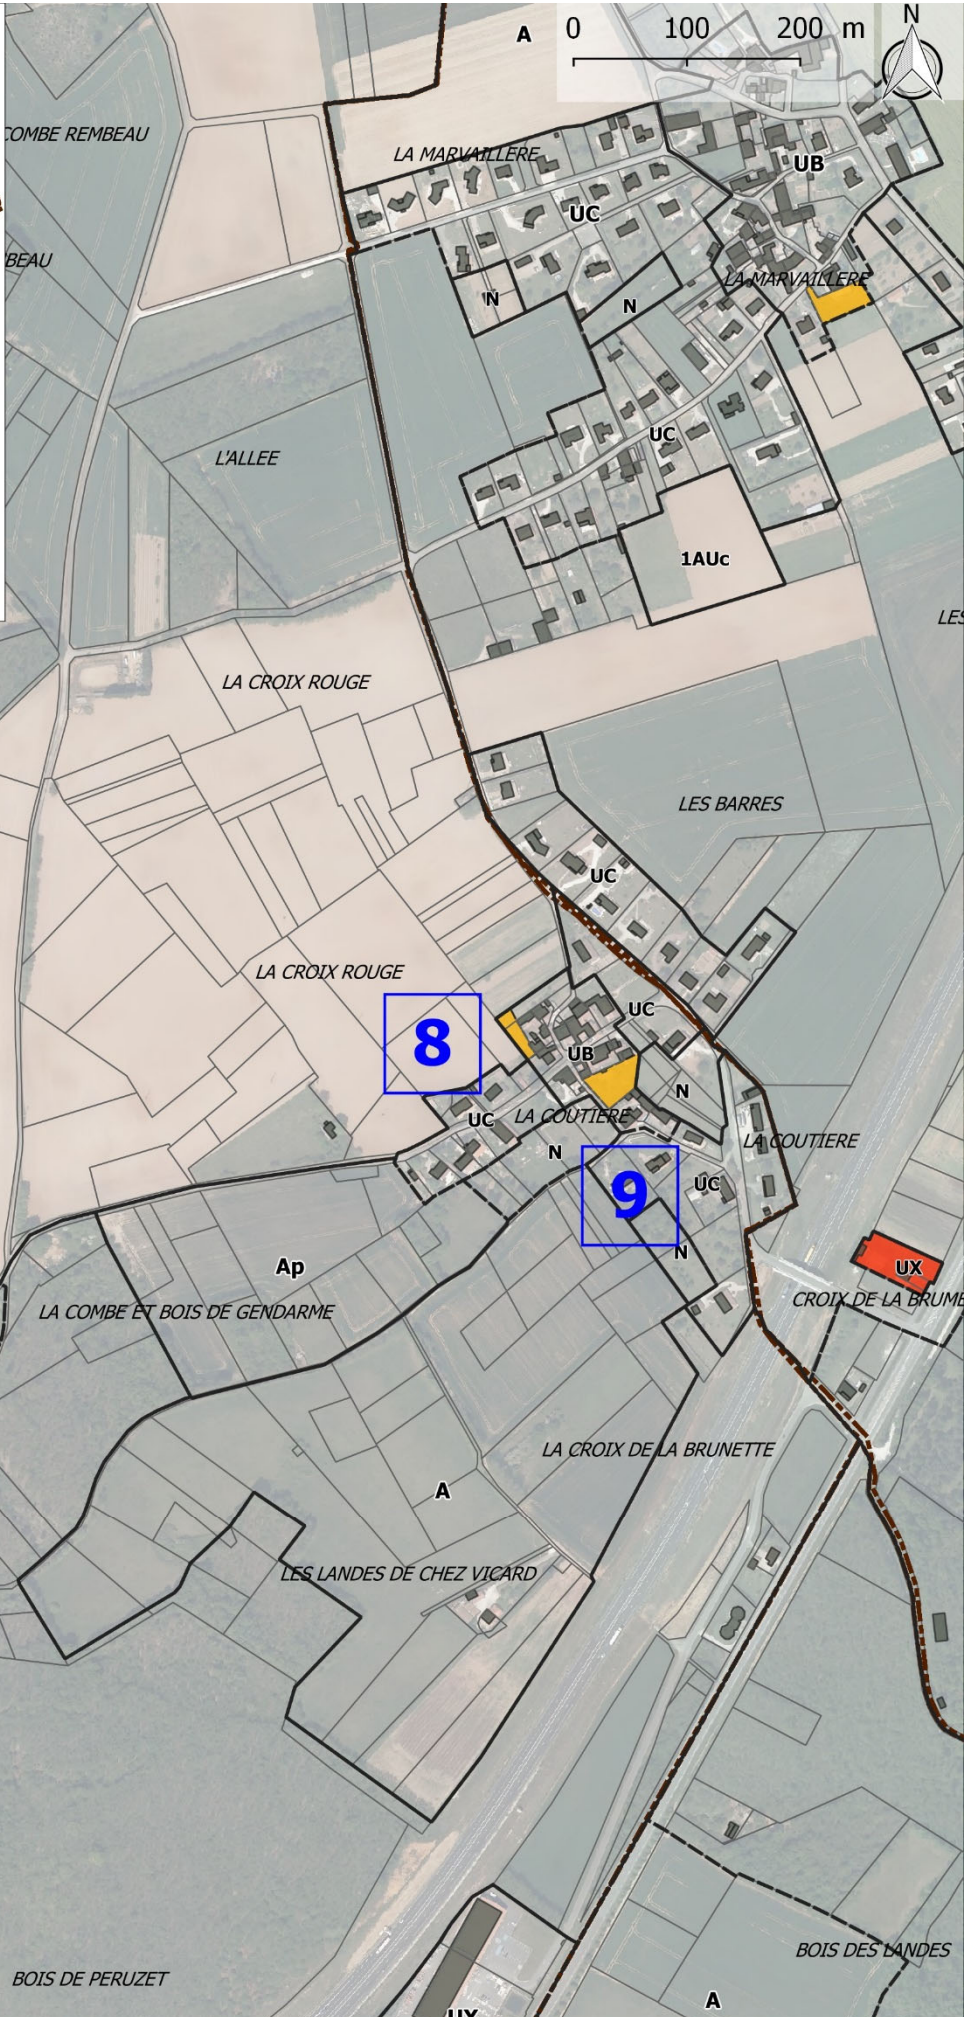 A
0 100 200 m
N
COMBE REMBEAU
LA MARVAILLERE
UB
UC
BEAU
LA MARVAILLERE
N
N
UC
L'ALLEE
1AUc
LES
LA CROIX ROUGE
LES BARRES
UC
LA CROIX ROUGE
UC
8
UB
N
LA COUTIERE
UC
LA COUTIERE
N
9
UC
N
Ap
UX
CROIX DE LA BRUME
LA COMBE ET BOIS DE GENDARME
LA CROIX DE LA BRUNETTE
A
LES LANDES DE CHEZ VICARD
BOIS DES LANDES
BOIS DE PERUZET
A
UX